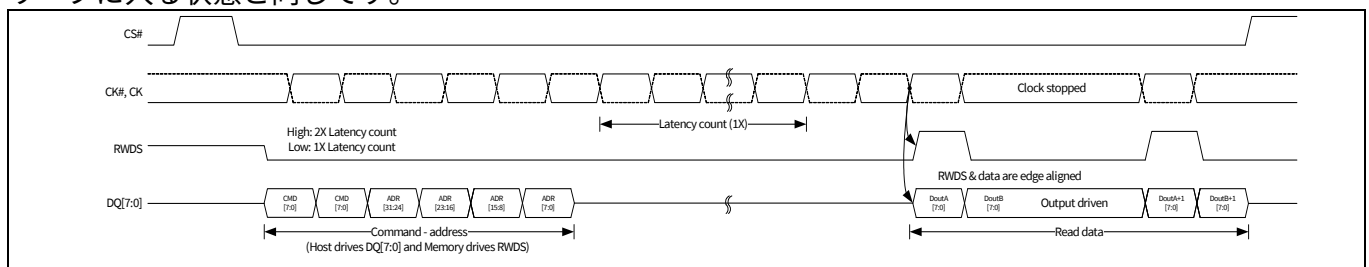 CS#
CK#, CK
Clock stopped
Latency count (1X)
High: 2X Latency count
Low: 1X Latency count
RWDS
RWDS & data are edge aligned
DQ[7:0]
CMD [7:0]
CMD [7:0]
ADR [31:24]
ADR [23:16]
ADR [15:8]
ADR [7:0]
DoutA [7:0]
DoutB [7:0]
Output driven
DoutA+1 [7:0]
DoutB+1 [7:0]
Command - address
(Host drives DQ[7:0] and Memory drives RWDS)
Read data